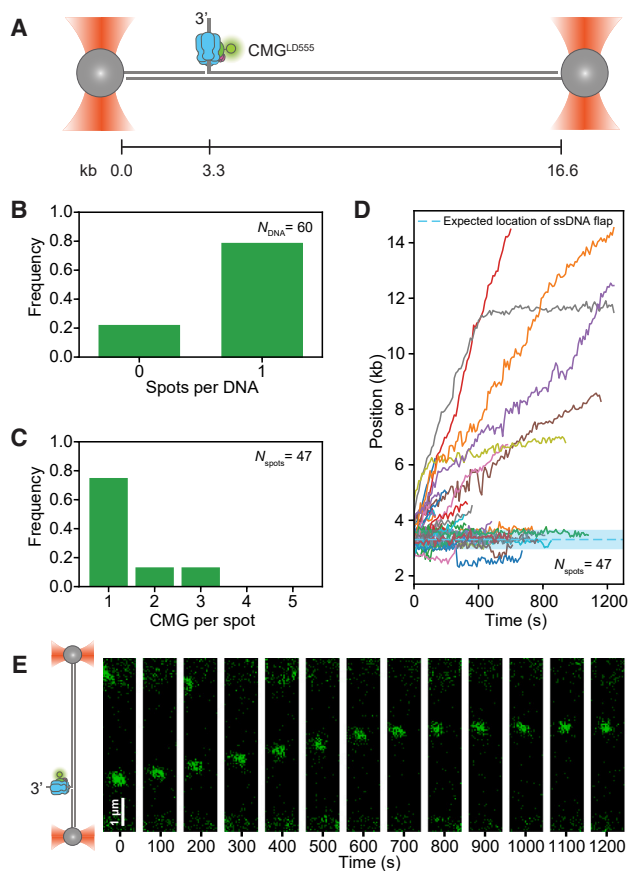 A
3'
CMG^LD555
kb
0.0
3.3
16.6
B
N_DNA = 60
Frequency
1.0
0.8
0.6
0.4
0.2
0.0
0 1
Spots per DNA
C
N_spots = 47
Frequency
1.0
0.8
0.6
0.4
0.2
0.0
1 2 3 4 5
CMG per spot
D
Expected location of ssDNA flap
Position (kb)
14
12
10
8
6
4
2
N_spots = 47
0 400 800 1200
Time (s)
E
3'
1 µm
0 100 200 300 400 500 600 700 800 900 1000 1100 1200
Time (s)